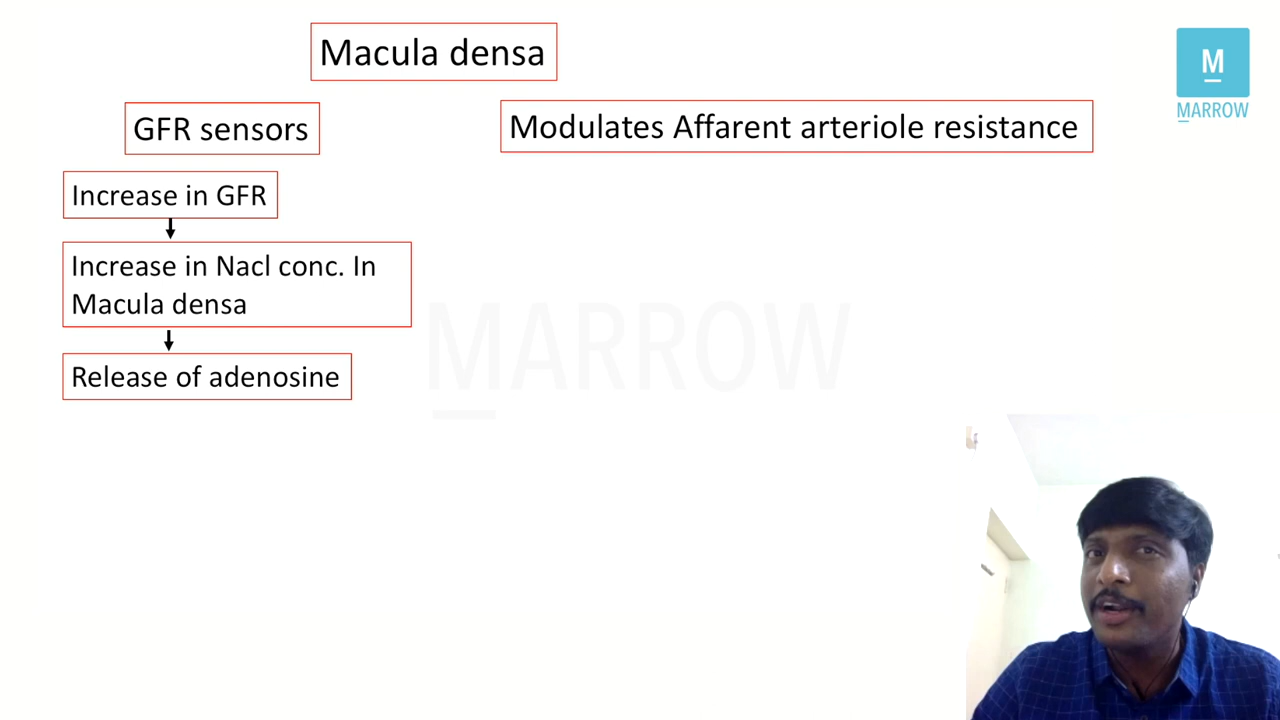 Macula densa
M
MARROW
GFR sensors
Modulates Affarent arteriole resistance
Increase in GFR
Increase in Nacl conc. In
Macula densa
Release of adenosine
MARROW